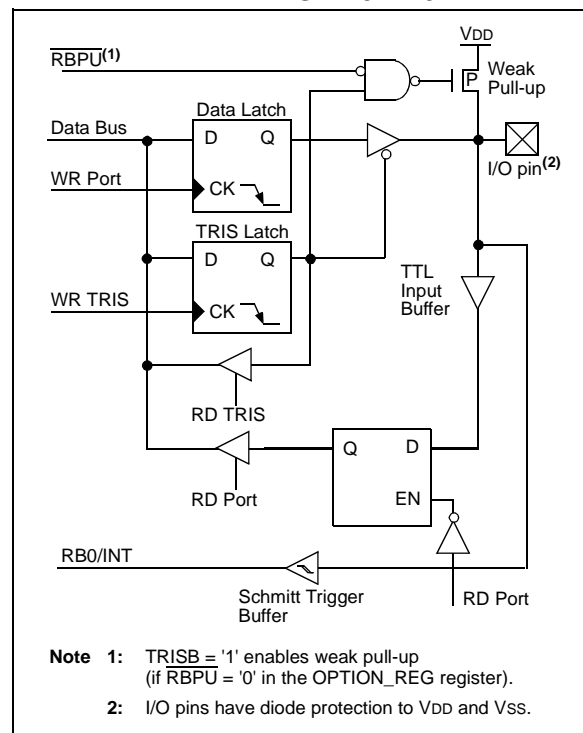 VDD
RBPU(1)
P
Weak
Pull-up
Data Latch
Data Bus
D Q
I/O pin(2)
WR Port
CK
TRIS Latch
D Q
TTL
Input
Buffer
WR TRIS
CK
RD TRIS
Q D
RD Port
EN
RB0/INT
Schmitt Trigger
Buffer
RD Port
Note 1: TRISB = '1' enables weak pull-up
(if RBPU = '0' in the OPTION_REG register).
2: I/O pins have diode protection to VDD and VSS.